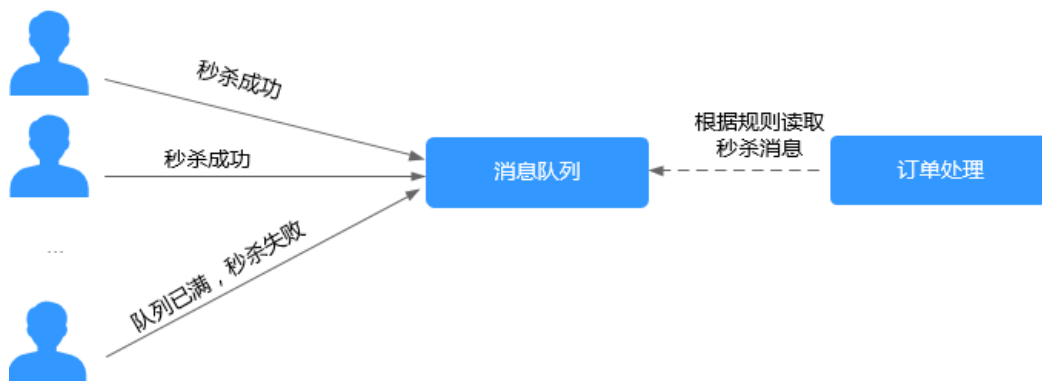 秒杀成功
秒杀成功
消息队列
根据规则读取
秒杀消息
订单处理
...
队列已满，秒杀失败